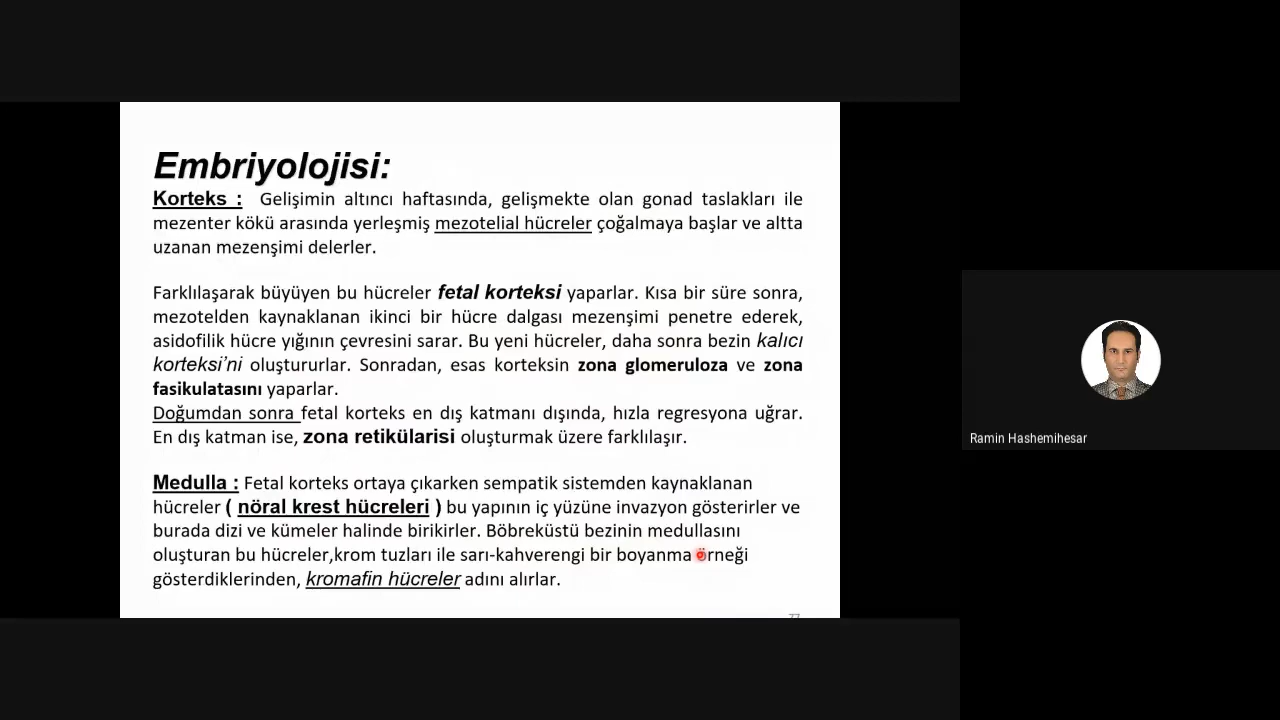 Embriyolojisi:
Korteks : Gelişimin altıncı haftasında, gelişmekte olan gonad taslakları ile
mezenter kökü arasında yerleşmiş mezotelial hücreler çoğalmaya başlar ve altta
uzanan mezenşimi delerler.
Farklılaşarak büyüyen bu hücreler fetal korteksi yaparlar. Kısa bir süre sonra,
mezotelden kaynaklanan ikinci bir hücre dalgası mezenşimi penetre ederek,
asidofilik hücre yığının çevresini sarar. Bu yeni hücreler, daha sonra bezin kalıcı
korteksi’ni oluştururlar. Sonradan, esas korteksin zona glomeruloza ve zona
fasikulatasını yaparlar.
Doğumdan sonra fetal korteks en dış katmanı dışında, hızla regresyona uğrar.
En dış katman ise, zona retikülarisi oluşturmak üzere farklılaşır.
Medulla : Fetal korteks ortaya çıkarken sempatik sistemden kaynaklanan
hücreler ( nöral krest hücreleri ) bu yapının iç yüzüne invazyon gösterirler ve
burada dizi ve kümeler halinde birikirler. Böbreküstü bezinin medullasını
oluşturan bu hücreler,krom tuzları ile sarı-kahverengi bir boyanma örneği
gösterdiklerinden, kromafin hücreler adını alırlar.
Ramin Hashemihesar